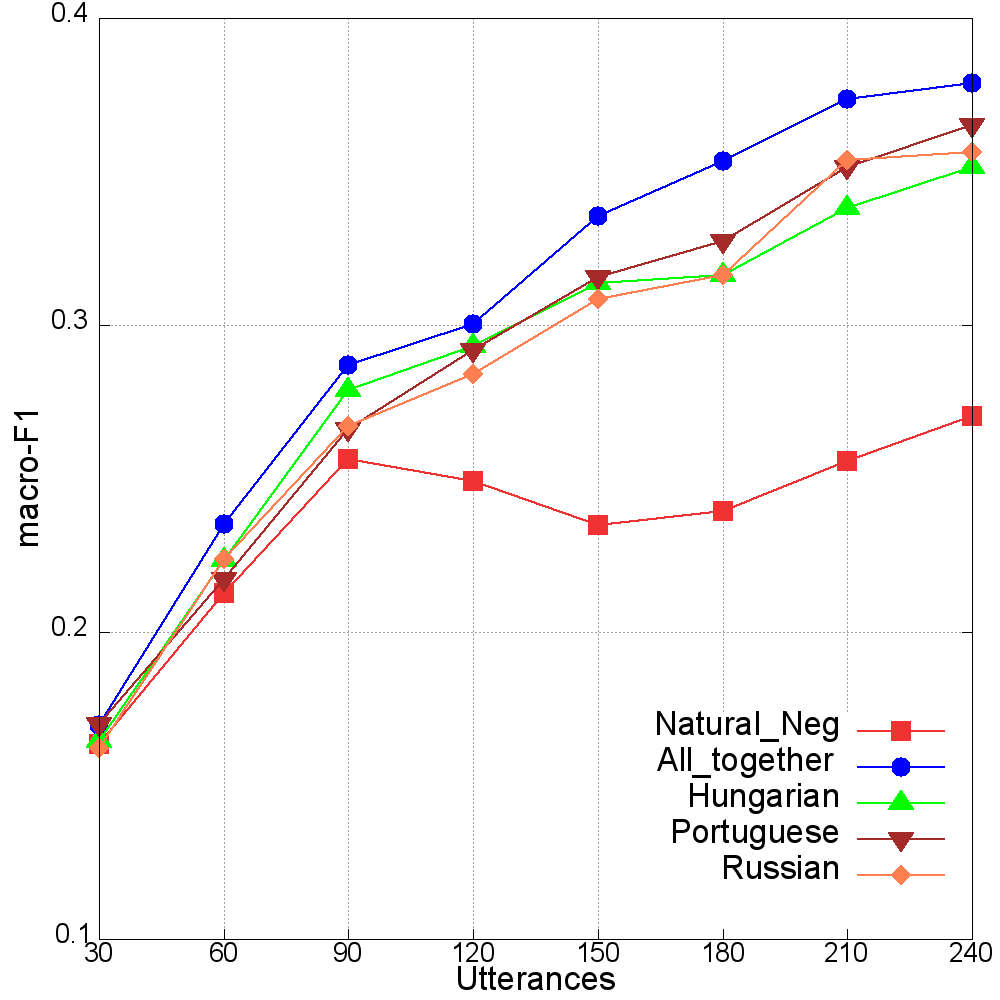 0.4
0.3
0.2
0.1
macro-F1
Natural_Neg
All_together
Hungarian
Portuguese
Russian
30 60 90 120 150 180 210 240
Utterances